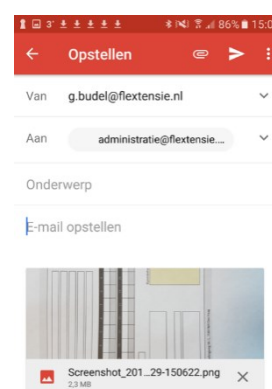 3' 86% 15:0
Opstellen
Van g.budel@flextensie.nl
Aan administratie@flextensie....
Onderwerp
E-mail opstellen
Screenshot_201...29-150622.png
2,3 MB